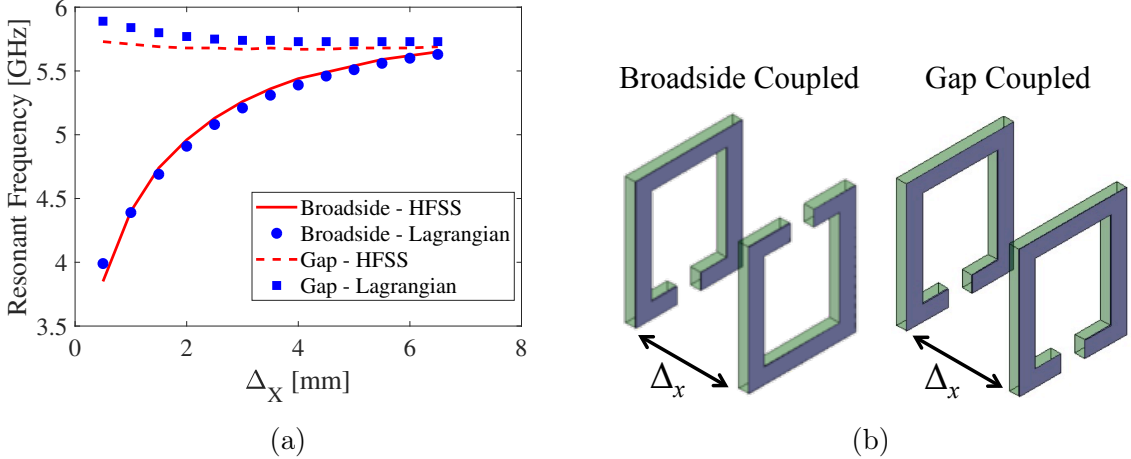 6
5.5
5
4.5
4
3.5
Resonant Frequency [GHz]
Broadside - HFSS
Broadside - Lagrangian
Gap - HFSS
Gap - Lagrangian
0 2 4 6 8
Δ_X [mm]
(a)
Broadside Coupled Gap Coupled
Δ_x Δ_x
(b)